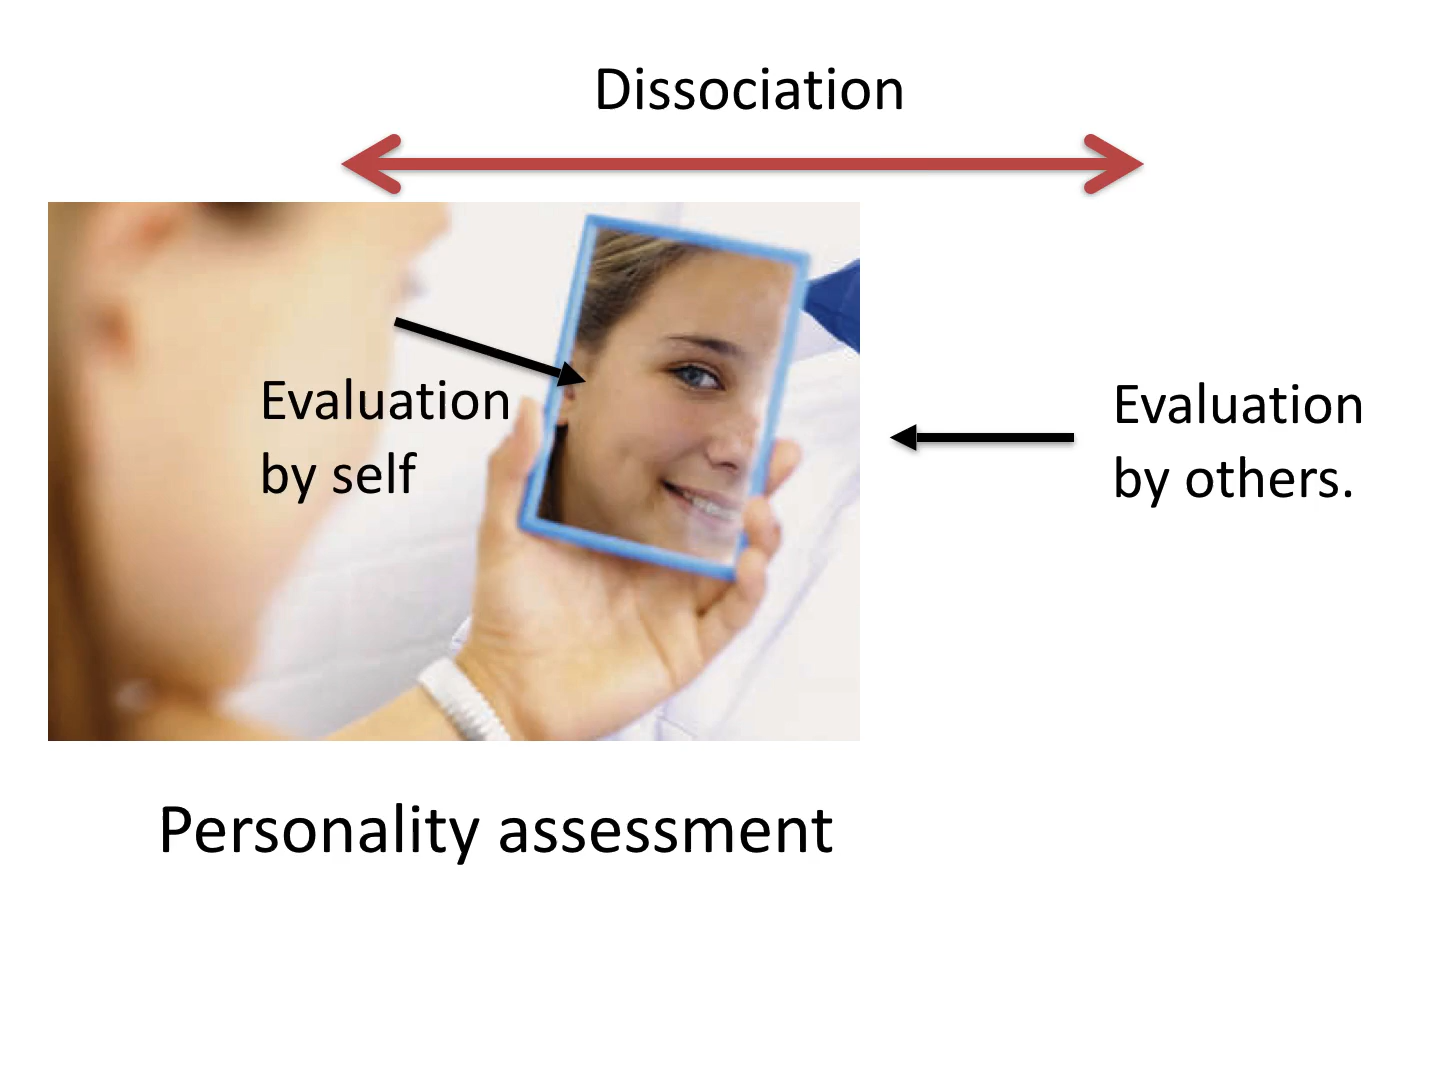 Dissociation
Evaluation
by self
Evaluation
by others.
Personality assessment